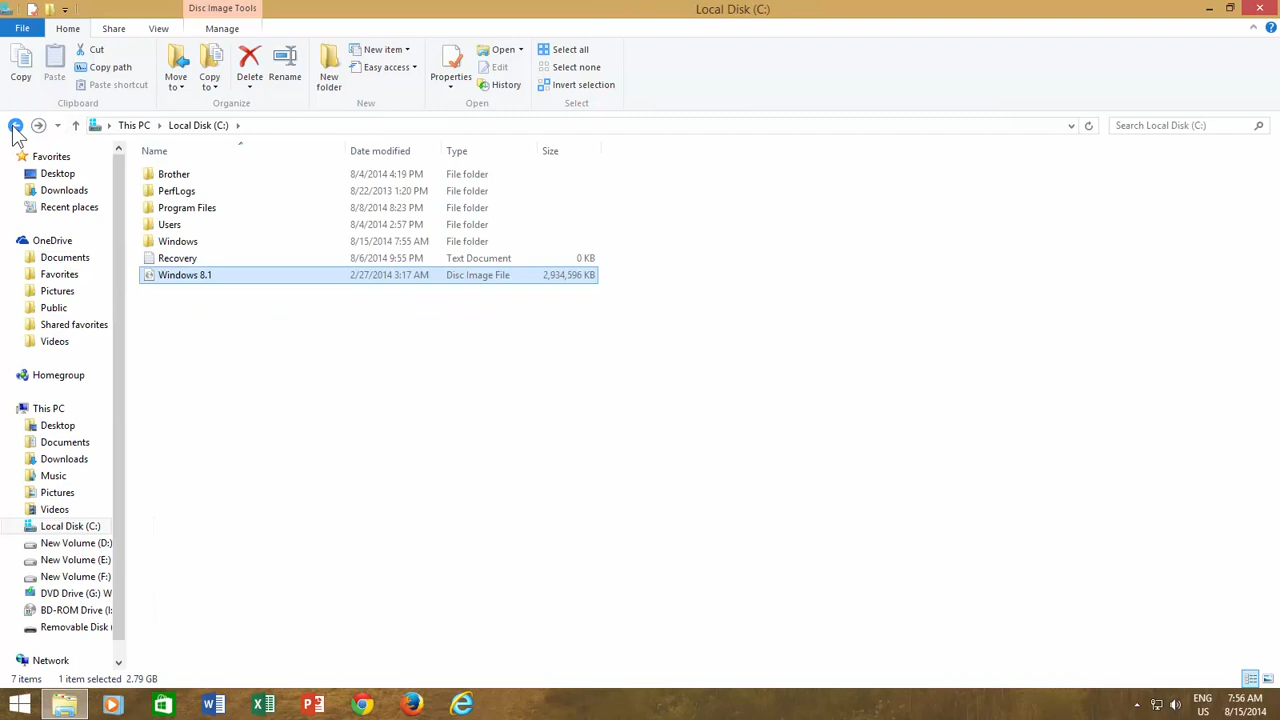 Disc Image Tools
Local Disk (C:)
File Home Share View Manage
Copy
Paste
Cut
Copy path
Paste shortcut
Clipboard
Move to
Copy to
Delete
Rename
Organize
New folder
New item
Easy access
New
Properties
Open
Edit
History
Open
Select all
Select none
Invert selection
Select
This PC Local Disk (C:)
Search Local Disk (C:)
Favorites
Desktop
Downloads
Recent places
OneDrive
Documents
Favorites
Pictures
Public
Shared favorites
Videos
Homegroup
This PC
Desktop
Documents
Downloads
Music
Pictures
Videos
Local Disk (C:)
New Volume (D:)
New Volume (E:)
New Volume (F:)
DVD Drive (G:) W
BD-ROM Drive (I:
Removable Disk
Network
Name Date modified Type Size
Brother 8/4/2014 4:19 PM File folder
PerfLogs 8/22/2013 1:20 PM File folder
Program Files 8/8/2014 8:23 PM File folder
Users 8/4/2014 2:57 PM File folder
Windows 8/15/2014 7:55 AM File folder
Recovery 8/6/2014 9:55 PM Text Document 0 KB
Windows 8.1 2/27/2014 3:17 AM Disc Image File 2,934,596 KB
7 items 1 item selected 2.79 GB
ENG
US
7:56 AM
8/15/2014